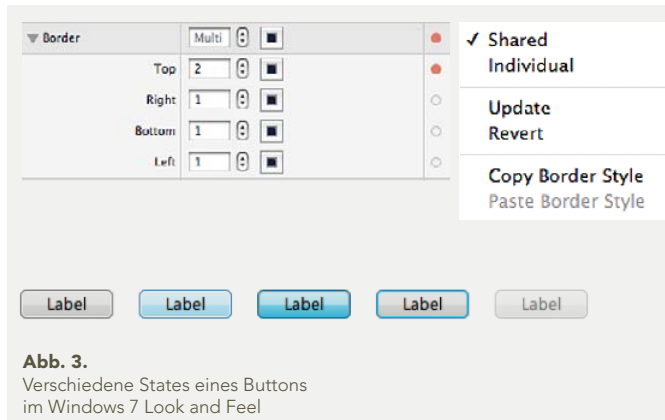 Border Multi
Top 2
Right 1
Bottom 1
Left 1
✓ Shared
Individual
Update
Revert
Copy Border Style
Paste Border Style
Label Label Label Label Label
Abb. 3.
Verschiedene States eines Buttons
im Windows 7 Look and Feel